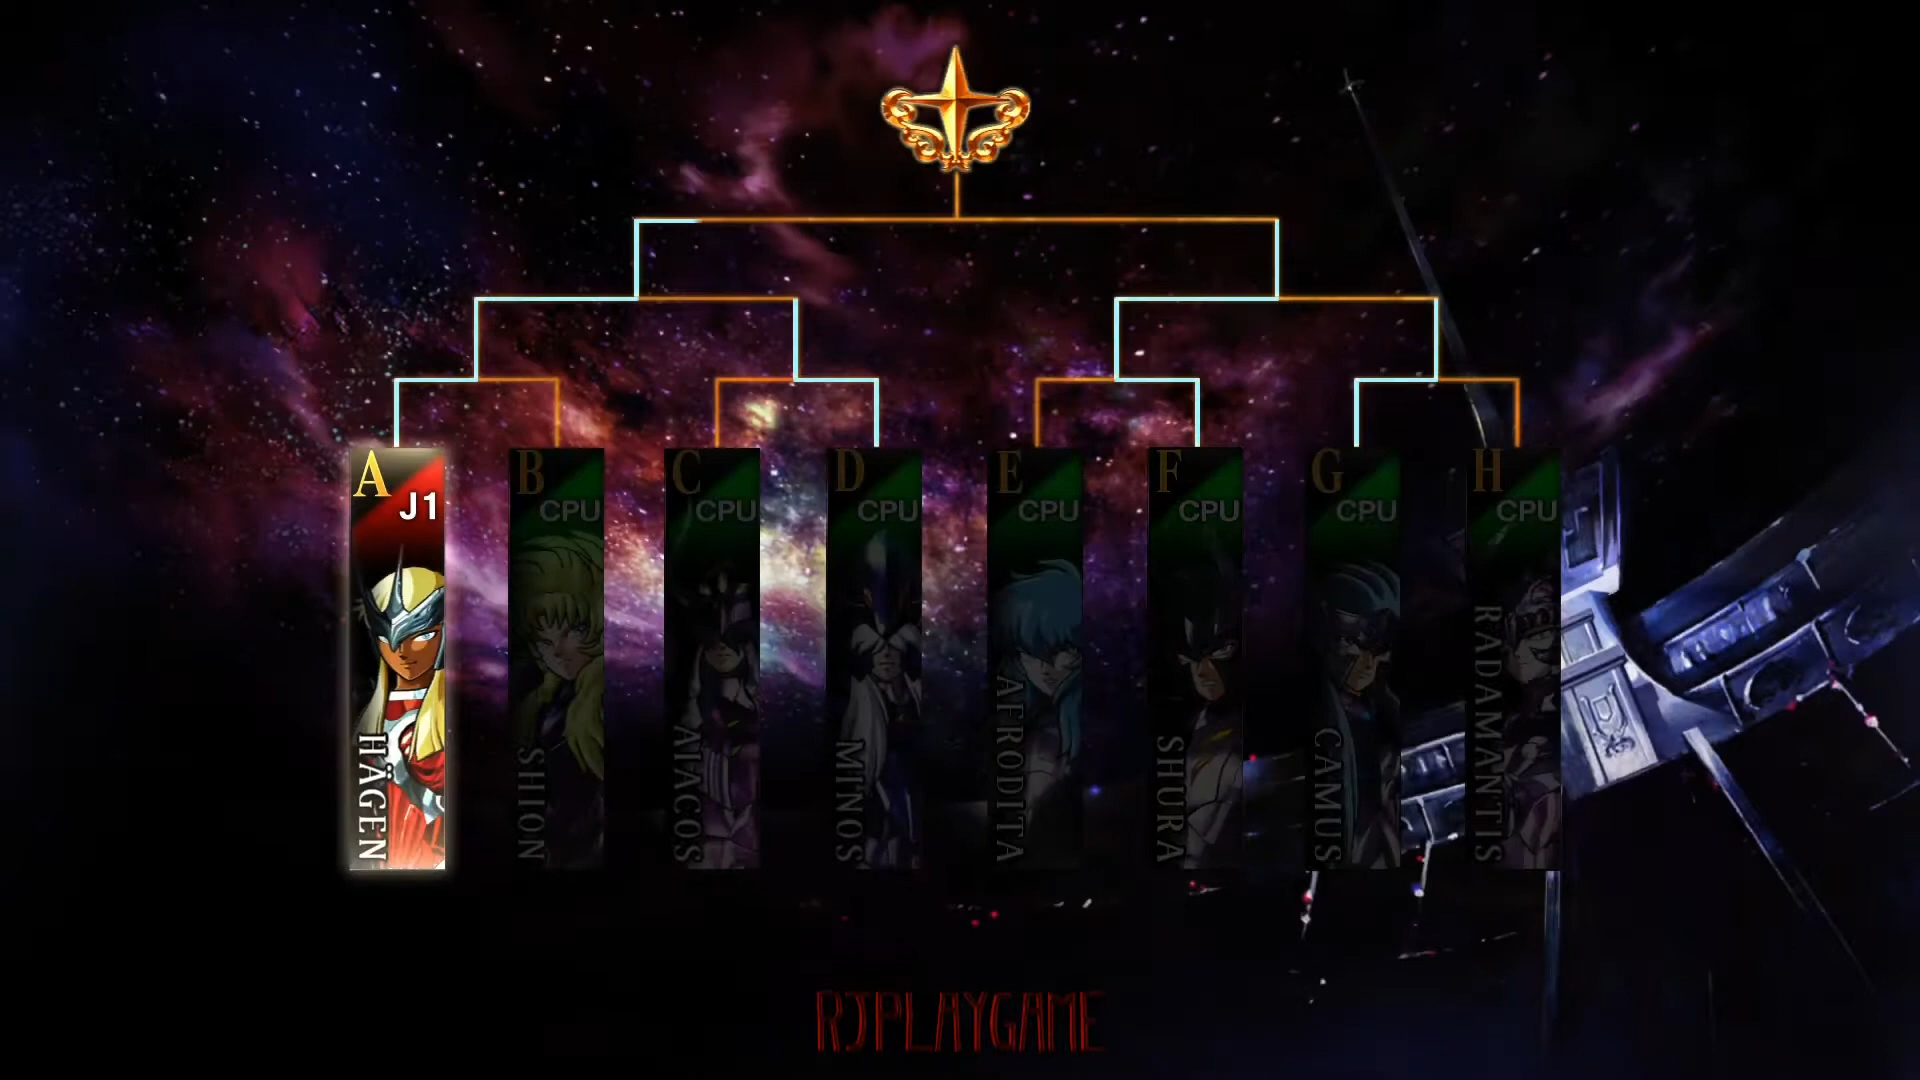 A
J1
HÄGEN
B
CPU
SHION
C
CPU
AIACOS
D
CPU
MINOS
E
CPU
AFRODITA
F
CPU
SHURA
G
CPU
CAMUS
H
CPU
RADAMANTIS
RJPLAYGAME